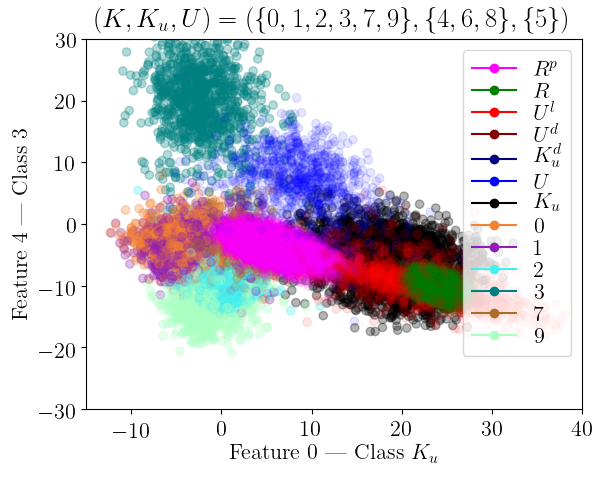 (K, K_u, U) = ({0, 1, 2, 3, 7, 9}, {4, 6, 8}, {5})
30
20
10
0
−10
−20
−30
Feature 4 — Class 3
−10 0 10 20 30 40
Feature 0 — Class K_u
R^p
R
U^l
U^d
K_u^d
U
K_u
0
1
2
3
7
9